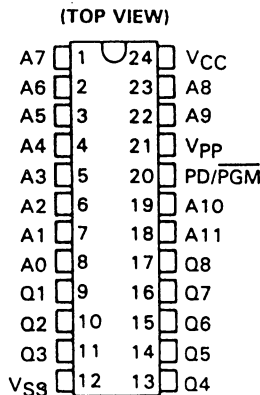 (TOP VIEW)
A7 1 24 VCC
A6 2 23 A8
A5 3 22 A9
A4 4 21 VPP
A3 5 20 PD/PGM
A2 6 19 A10
A1 7 18 A11
A0 8 17 Q8
Q1 9 16 Q7
Q2 10 15 Q6
Q3 11 14 Q5
VSS 12 13 Q4